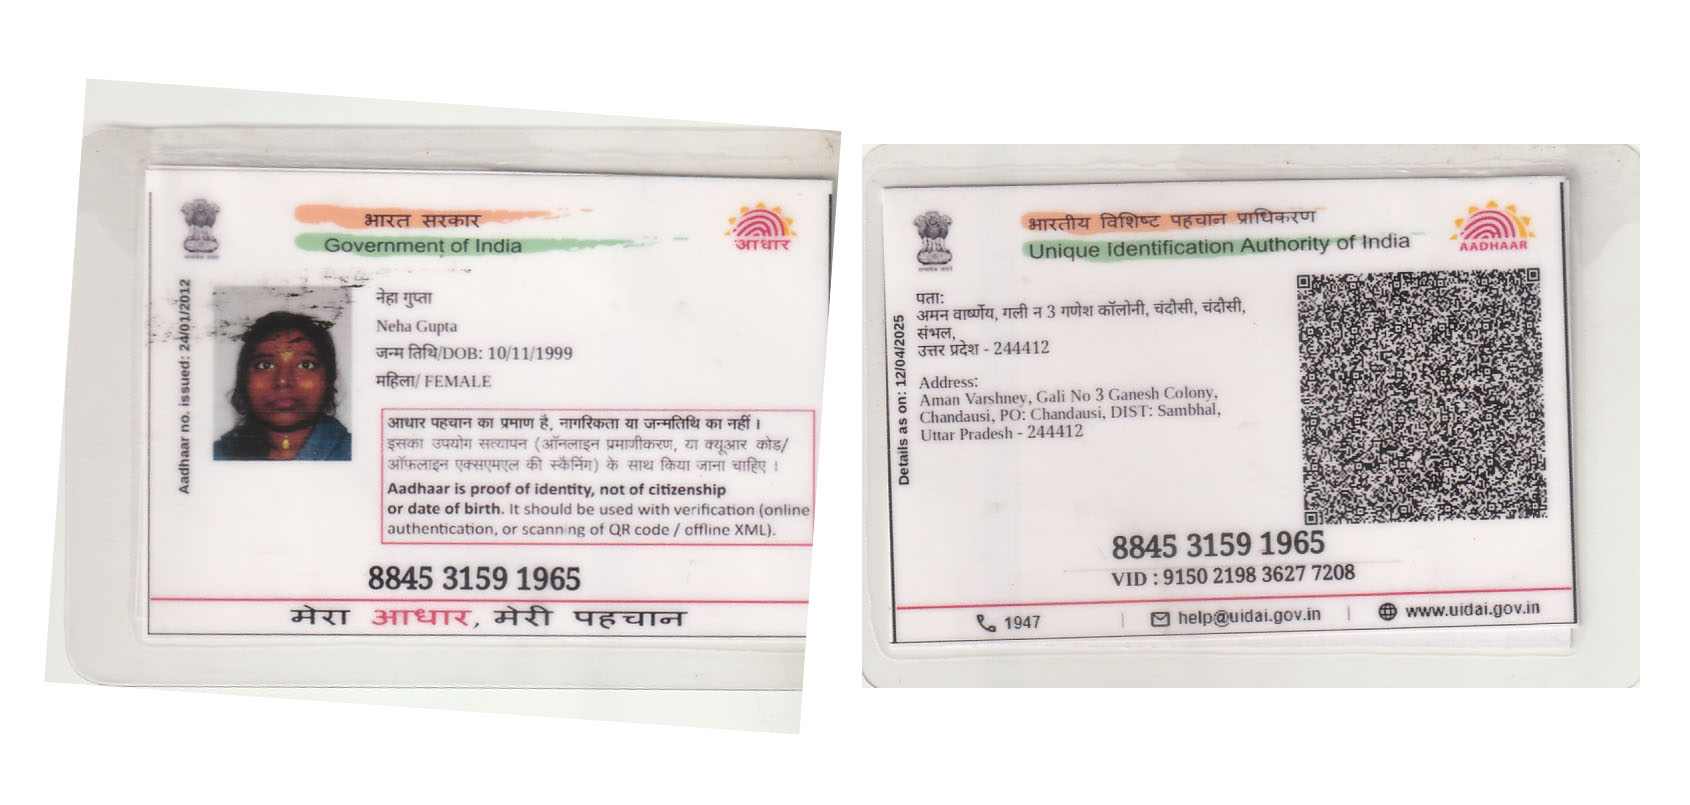 भारत सरकार
Government of India
आधार
Aadhaar no. issued: 24/01/2012
नेहा गुप्ता
Neha Gupta
जन्म तिथि/DOB: 10/11/1999
महिला/ FEMALE
आधार पहचान का प्रमाण है, नागरिकता या जन्मतिथि का नहीं ।
इसका उपयोग सत्यापन (ऑनलाइन प्रमाणीकरण, या क्यूआर कोड/
ऑफलाइन एक्सएमएल की स्कैनिंग) के साथ किया जाना चाहिए ।
Aadhaar is proof of identity, not of citizenship
or date of birth. It should be used with verification (online
authentication, or scanning of QR code / offline XML).
8845 3159 1965
मेरा आधार, मेरी पहचान
भारतीय विशिष्ट पहचान प्राधिकरण
Unique Identification Authority of India
AADHAAR
Details as on: 12/04/2025
पता:
अमन वार्ष्णेय, गली न 3 गणेश कॉलोनी, चंदौसी, चंदौसी,
संभल,
उत्तर प्रदेश - 244412
Address:
Aman Varshney, Gali No 3 Ganesh Colony,
Chandausi, PO: Chandausi, DIST: Sambhal,
Uttar Pradesh - 244412
8845 3159 1965
VID : 9150 2198 3627 7208
1947
help@uidai.gov.in
www.uidai.gov.in